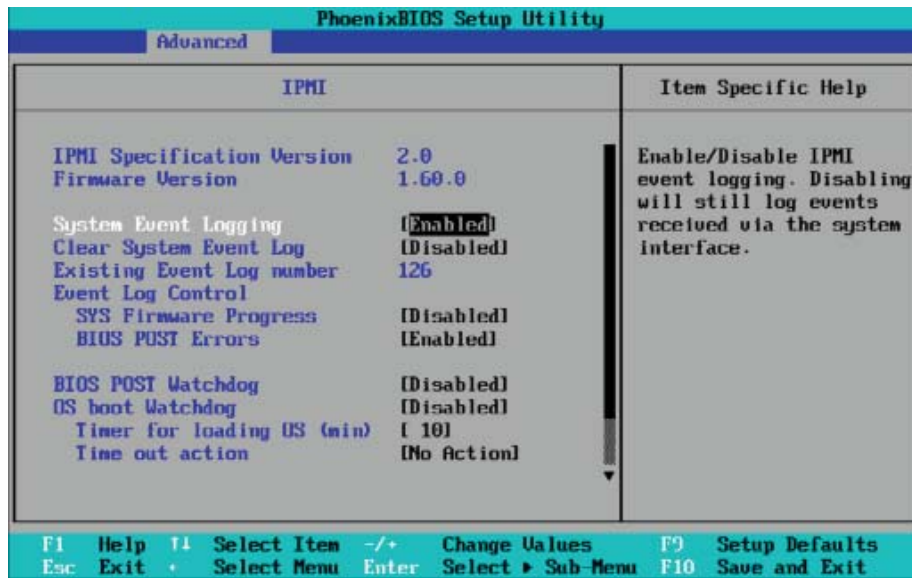 PhoenixBIOS Setup Utility
Advanced
IPMI
Item Specific Help
IPMI Specification Version 2.0
Firmware Version 1.60.0
System Event Logging [Enabled]
Clear System Event Log [Disabled]
Existing Event Log number 126
Event Log Control
SYS Firmware Progress [Disabled]
BIOS POST Errors [Enabled]
BIOS POST Watchdog [Disabled]
OS boot Watchdog [Disabled]
Timer for loading OS (min) [ 10]
Time out action [No Action]
Enable/Disable IPMI
event logging. Disabling
will still log events
received via the system
interface.
F1 Help ↑↓ Select Item -/+ Change Values F9 Setup Defaults
Esc Exit Select Menu Enter Select ▶ Sub-Menu F10 Save and Exit